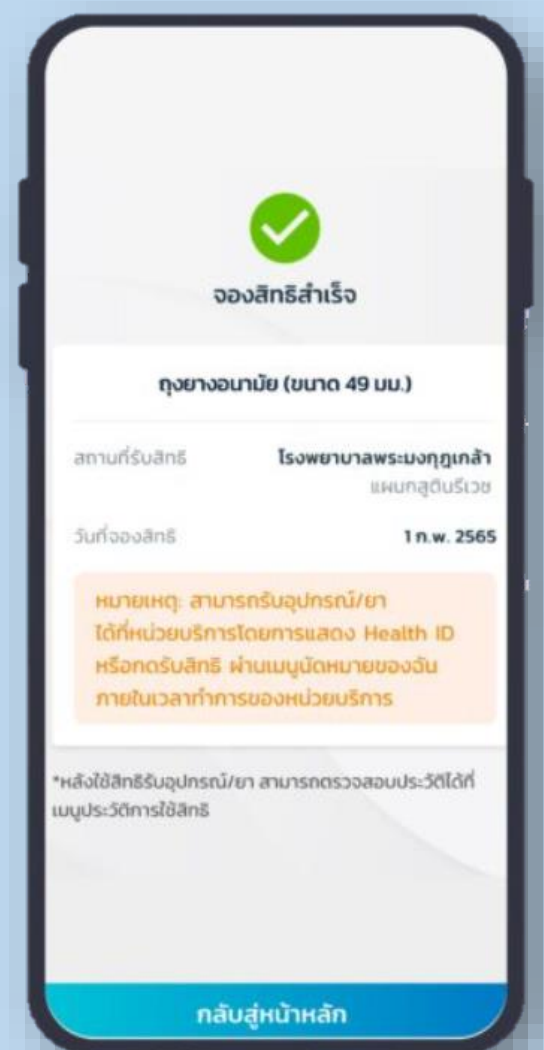 จองสิทธิสำเร็จ
ถุงยางอนามัย (ขนาด 49 มม.)
สถานที่รับสิทธิ โรงพยาบาลพระมงกุฎเกล้า
แผนกสูตินรีเวช
วันที่จองสิทธิ 1 ก.พ. 2565
หมายเหตุ: สามารถรับอุปกรณ์/ยา
ได้ที่หน่วยบริการโดยการแสดง Health ID
หรือกดรับสิทธิ ผ่านเมนูนัดหมายของฉัน
ภายในเวลาทำการของหน่วยบริการ
*หลังใช้สิทธิรับอุปกรณ์/ยา สามารถตรวจสอบประวัติได้ที่
เมนูประวัติการใช้สิทธิ
กลับสู่หน้าหลัก